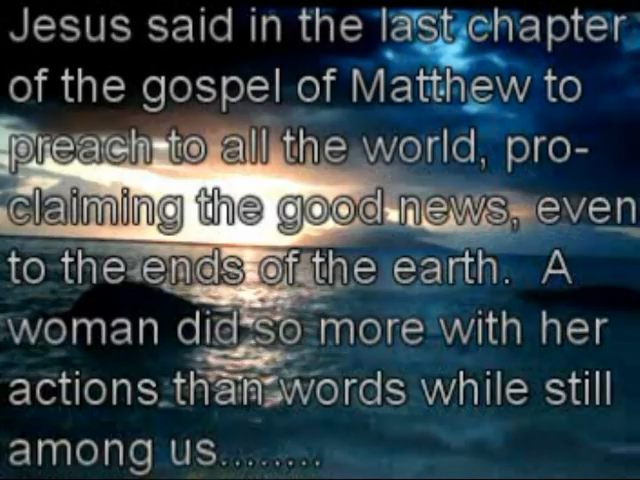 Jesus said in the last chapter
of the gospel of Matthew to
preach to all the world, pro-
claiming the good news, even
to the ends of the earth.  A
woman did so more with her
actions than words while still
among us........